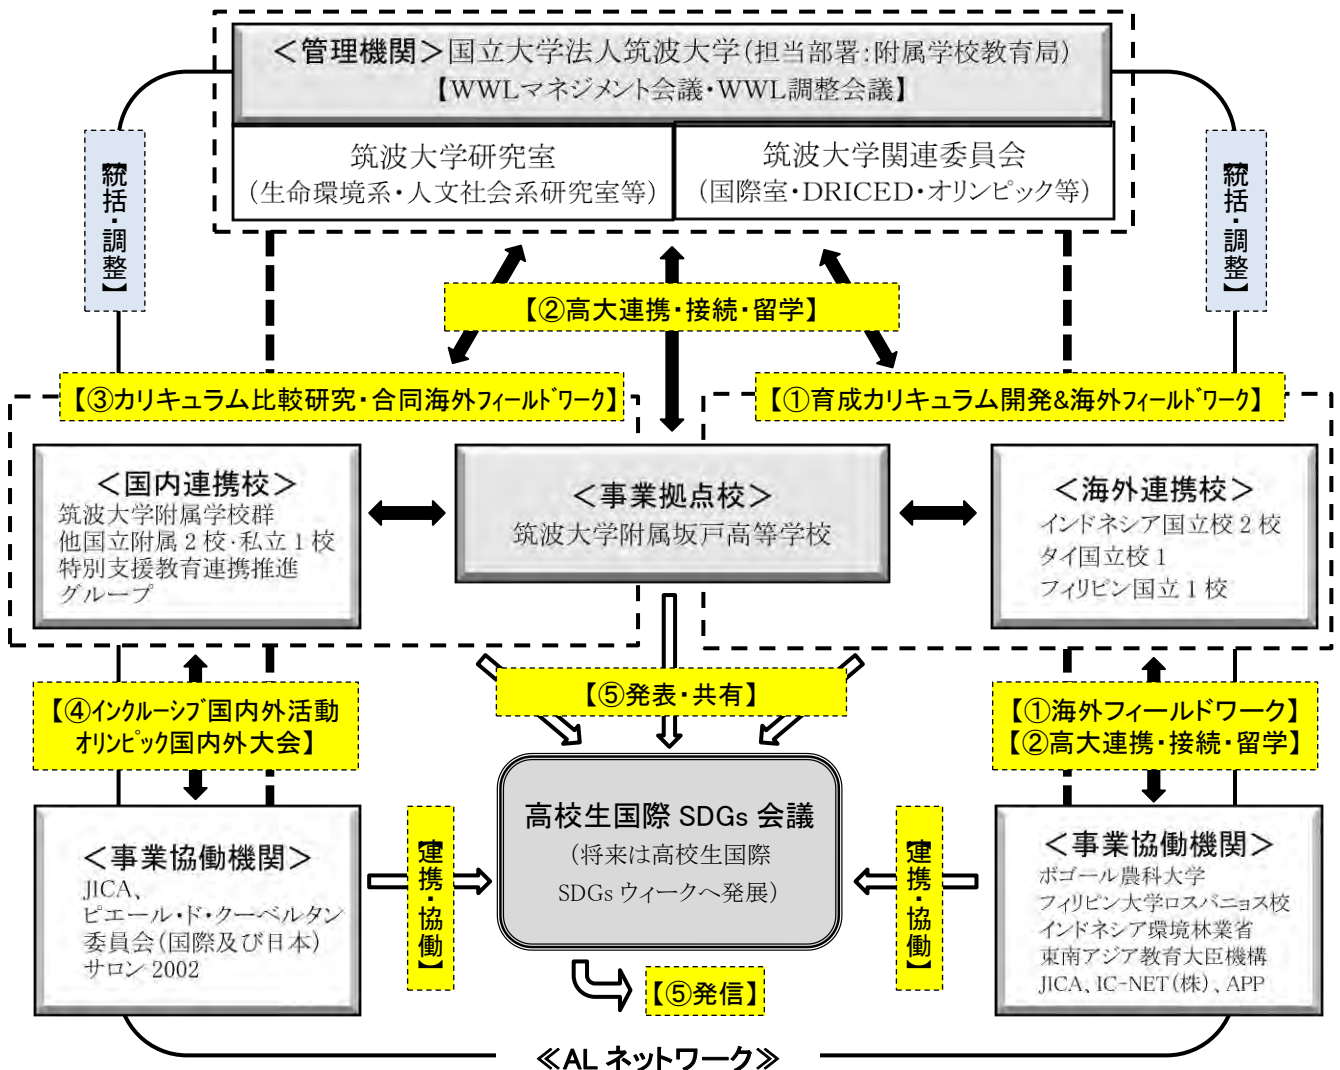 ＜管理機関＞国立大学法人筑波大学(担当部署:附属学校教育局)
【WWLマネジメント会議・WWL調整会議】
筑波大学研究室
(生命環境系・人文社会系研究室等)
筑波大学関連委員会
(国際室・DRICED・オリンピック等)
【統括・調整】
【統括・調整】
【②高大連携・接続・留学】
【③カリキュラム比較研究・合同海外フィールドワーク】
【①育成カリキュラム開発&海外フィールドワーク】
＜国内連携校＞
筑波大学附属学校群
他国立附属 2 校・私立 1 校
特別支援教育連携推進
グループ
＜事業拠点校＞
筑波大学附属坂戸高等学校
＜海外連携校＞
インドネシア国立校 2 校
タイ国立校 1
フィリピン国立 1 校
【④インクルーシブ国内外活動
オリンピック国内外大会】
【⑤発表・共有】
【①海外フィールドワーク】
【②高大連携・接続・留学】
＜事業協働機関＞
JICA、
ピエール・ド・クーベルタン
委員会(国際及び日本)
サロン 2002
【連携・協働】
高校生国際 SDGs 会議
(将来は高校生国際
SDGs ウィークへ発展)
【連携・協働】
＜事業協働機関＞
ボゴール農科大学
フィリピン大学ロスバニョス校
インドネシア環境林業省
東南アジア教育大臣機構
JICA、IC-NET(株)、APP
【⑤発信】
≪AL ネットワーク≫